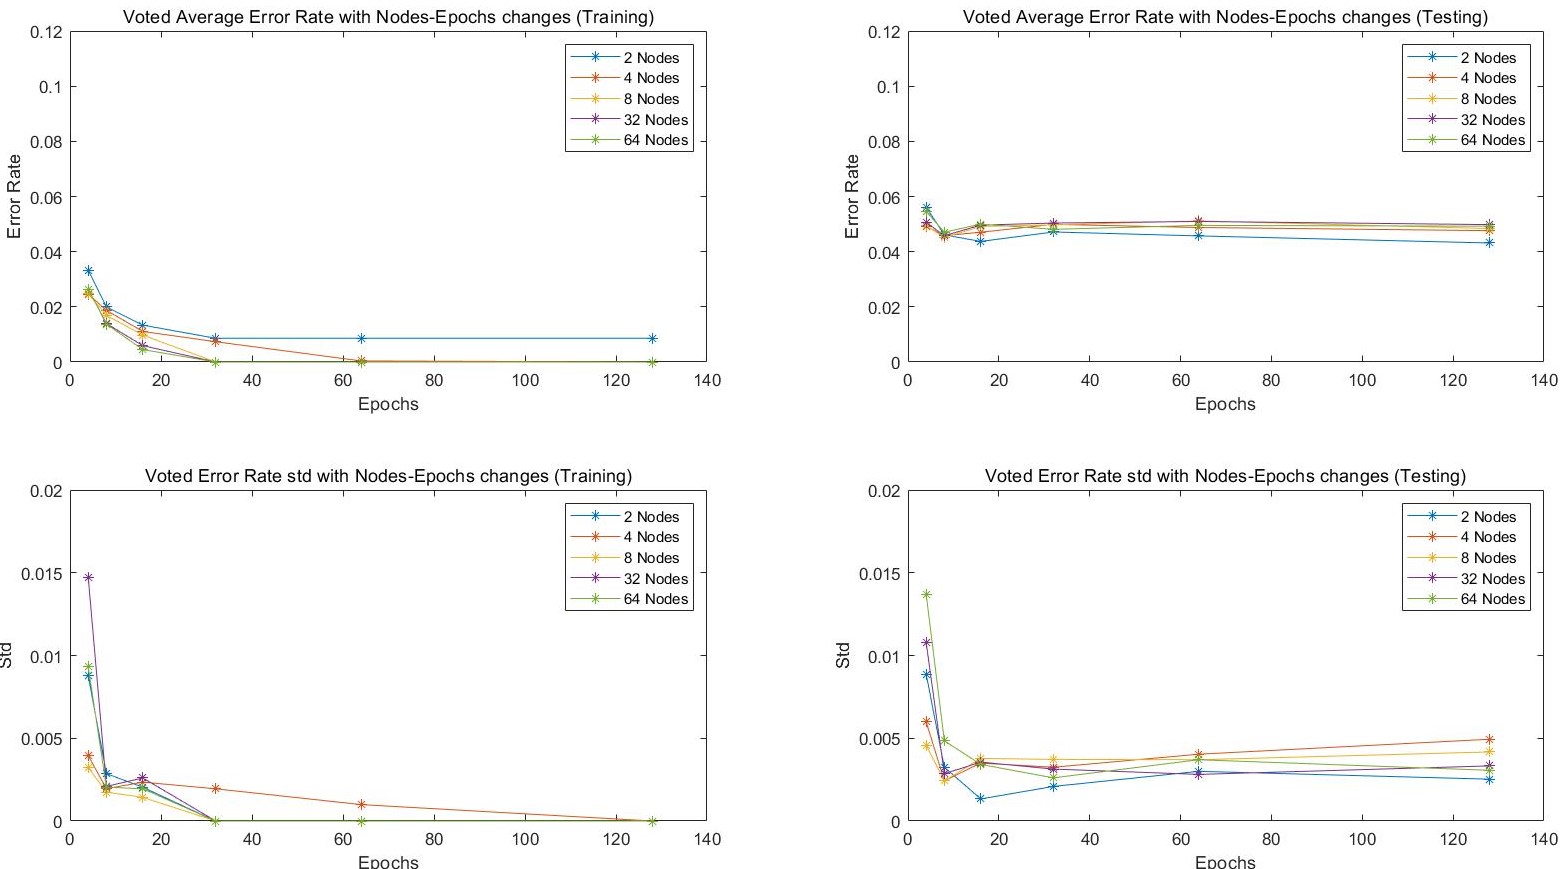 Voted Average Error Rate with Nodes-Epochs changes (Training)
0.12
0.1
0.08
0.06
0.04
0.02
0
Error Rate
0 20 40 60 80 100 120 140
Epochs
2 Nodes
4 Nodes
8 Nodes
32 Nodes
64 Nodes
Voted Average Error Rate with Nodes-Epochs changes (Testing)
0.12
0.1
0.08
0.06
0.04
0.02
0
Error Rate
0 20 40 60 80 100 120 140
Epochs
2 Nodes
4 Nodes
8 Nodes
32 Nodes
64 Nodes
Voted Error Rate std with Nodes-Epochs changes (Training)
0.02
0.015
0.01
0.005
0
Std
0 20 40 60 80 100 120 140
Epochs
2 Nodes
4 Nodes
8 Nodes
32 Nodes
64 Nodes
Voted Error Rate std with Nodes-Epochs changes (Testing)
0.02
0.015
0.01
0.005
0
Std
0 20 40 60 80 100 120 140
Epochs
2 Nodes
4 Nodes
8 Nodes
32 Nodes
64 Nodes